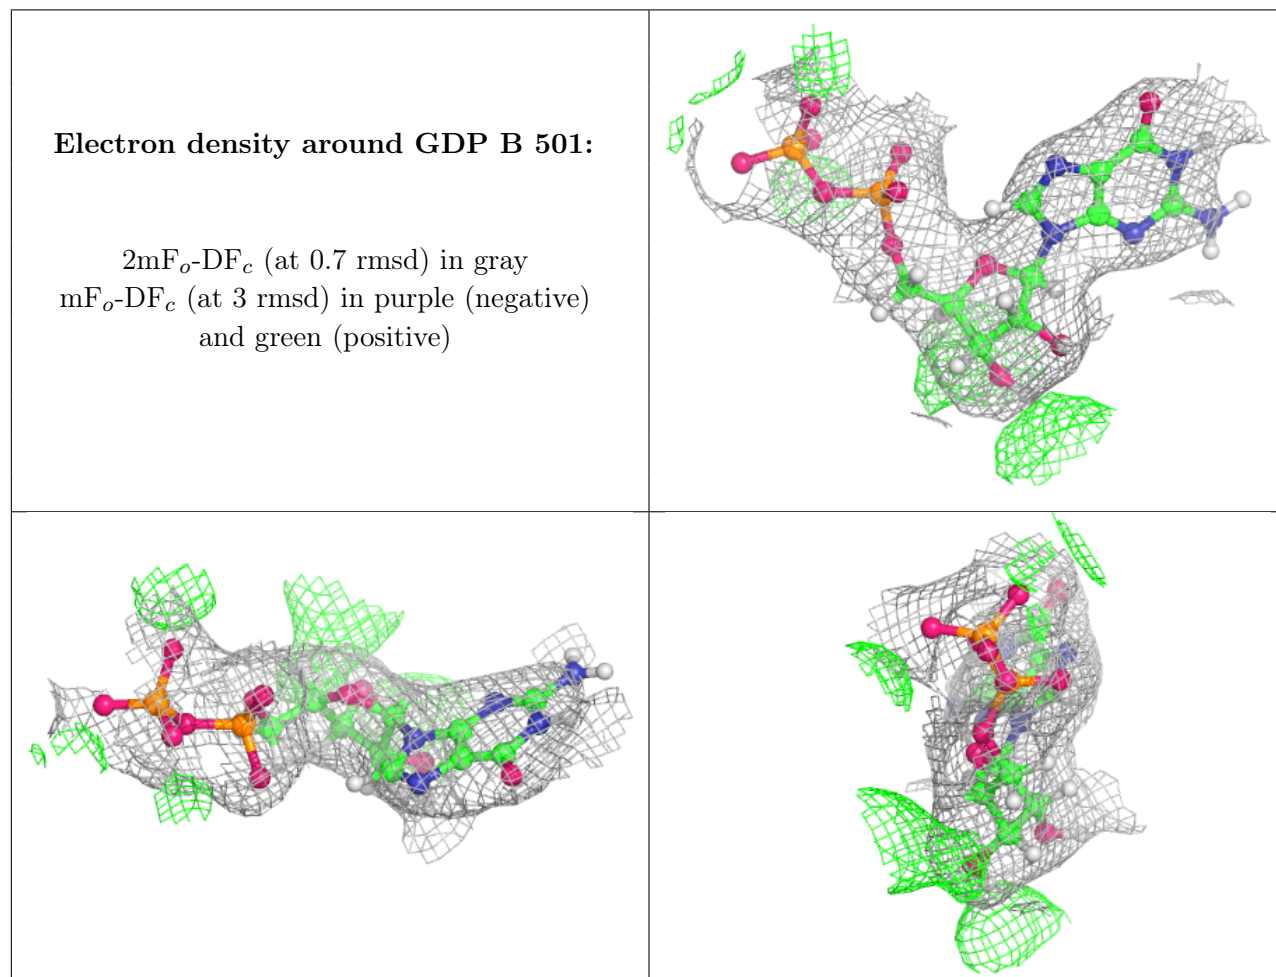 Electron density around GDP B 501:
2mFo-DFc (at 0.7 rmsd) in gray
mFo-DFc (at 3 rmsd) in purple (negative)
and green (positive)